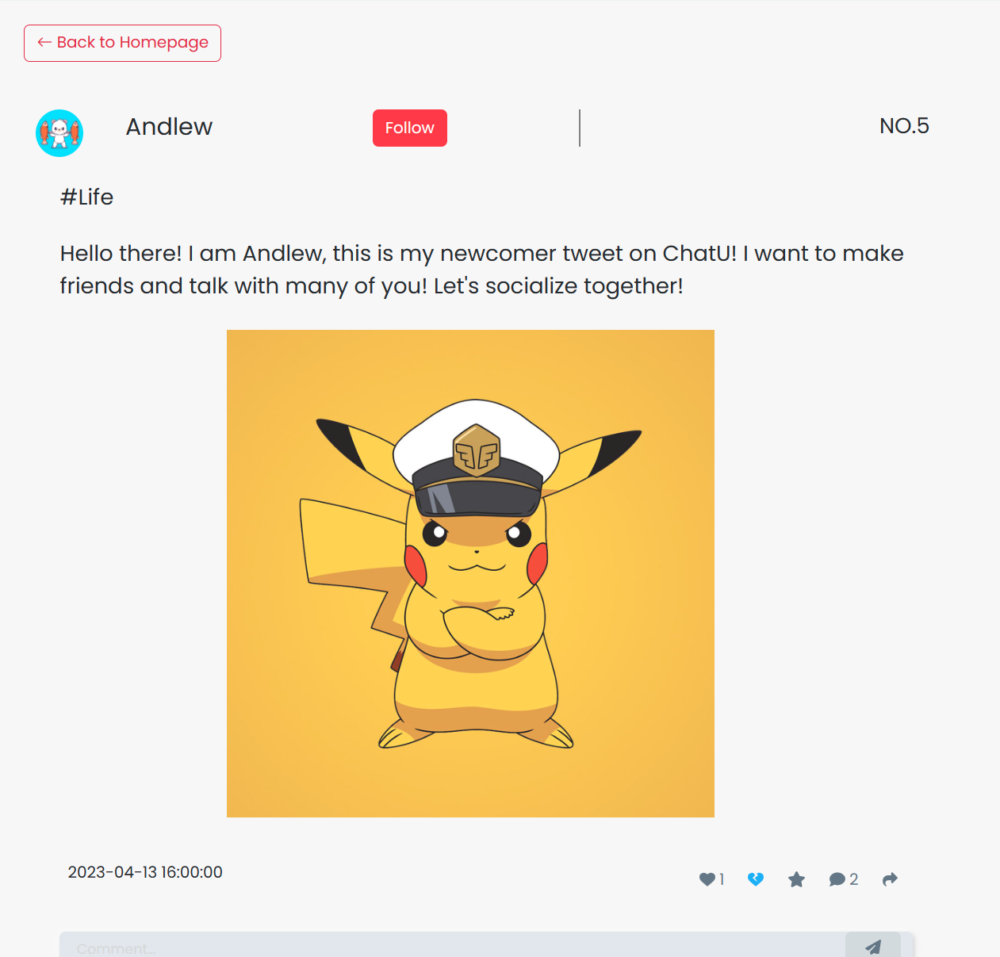 ← Back to Homepage
Andlew
Follow
NO.5
#Life
Hello there! I am Andlew, this is my newcomer tweet on ChatU! I want to make
friends and talk with many of you! Let's socialize together!
2023-04-13 16:00:00
1
2
Comment...